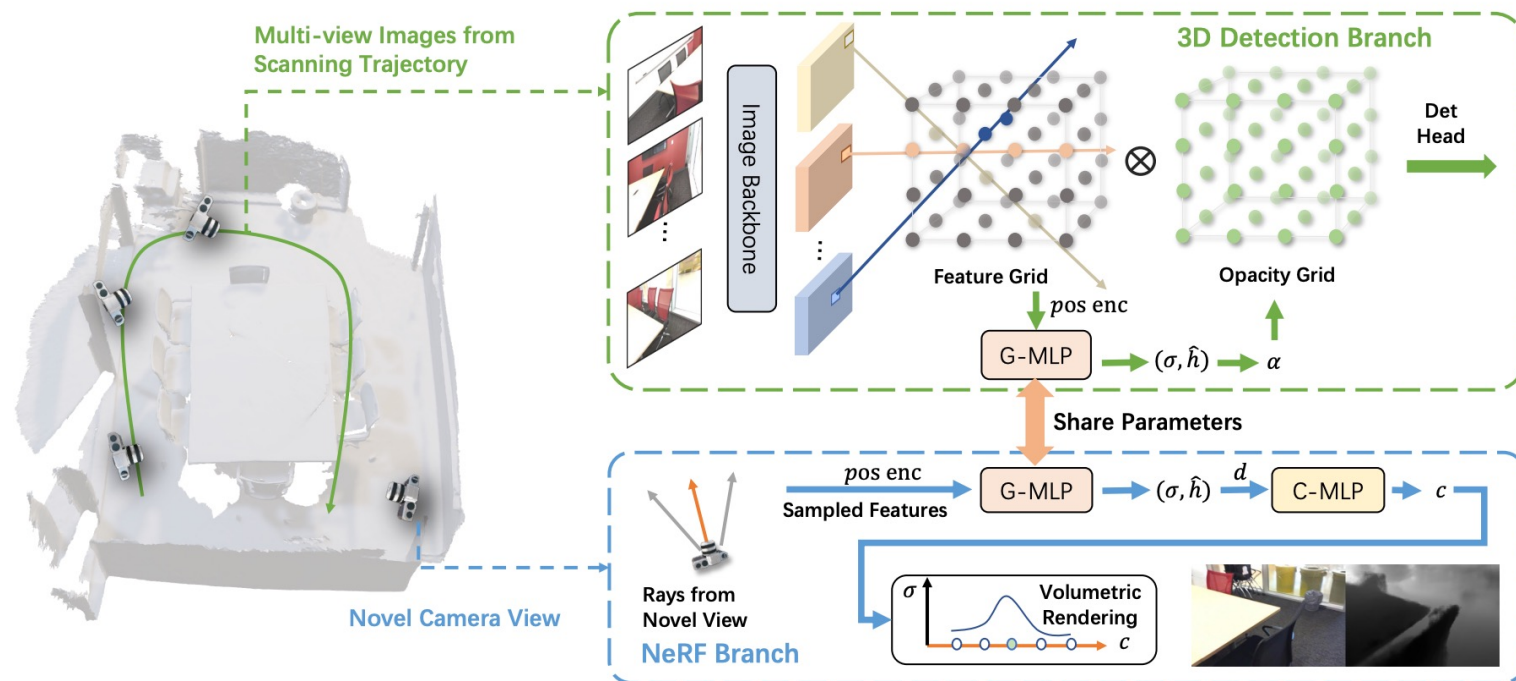 Multi-view Images from
Scanning Trajectory
3D Detection Branch
Image Backbone
...
...
⊗
Det
Head
Feature Grid
Opacity Grid
pos enc
G-MLP
(σ, ĥ)
α
Share Parameters
pos enc
Sampled Features
G-MLP
(σ, ĥ)
d
C-MLP
c
Rays from
Novel View
Novel Camera View
NeRF Branch
σ
Volumetric
Rendering
c